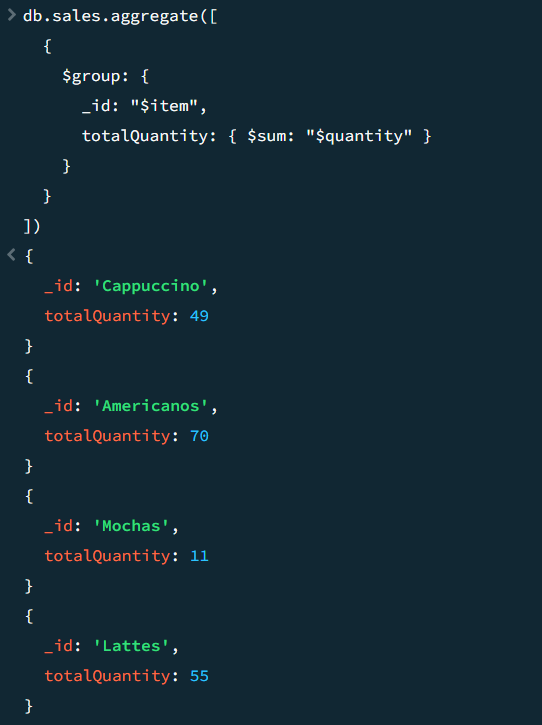 db.sales.aggregate([
{
$group: {
_id: "$item",
totalQuantity: { $sum: "$quantity" }
}
}
])
{
_id: 'Cappuccino',
totalQuantity: 49
}
{
_id: 'Americanos',
totalQuantity: 70
}
{
_id: 'Mochas',
totalQuantity: 11
}
{
_id: 'Lattes',
totalQuantity: 55
}